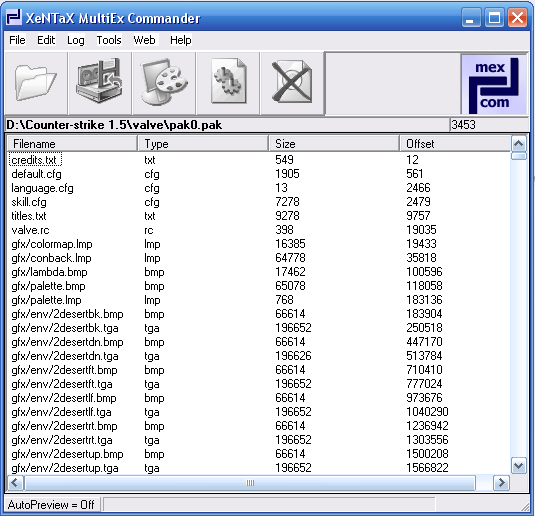 XeNTaX MultiEx Commander
File Edit Log Tools Web Help
mex
com
D:\Counter-strike 1.5\valve\pak0.pak 3453
Filename Type Size Offset
credits.txt txt 549 12
default.cfg cfg 1905 561
language.cfg cfg 13 2466
skill.cfg cfg 7278 2479
titles.txt txt 9278 9757
valve.rc rc 398 19035
gfx/colormap.lmp lmp 16385 19433
gfx/conback.lmp lmp 64778 35818
gfx/lambda.bmp bmp 17462 100596
gfx/palette.bmp bmp 65078 118058
gfx/palette.lmp lmp 768 183136
gfx/env/2desertbk.bmp bmp 66614 183904
gfx/env/2desertbk.tga tga 196652 250518
gfx/env/2desertdn.bmp bmp 66614 447170
gfx/env/2desertdn.tga tga 196626 513784
gfx/env/2desertft.bmp bmp 66614 710410
gfx/env/2desertft.tga tga 196652 777024
gfx/env/2desertlf.bmp bmp 66614 973676
gfx/env/2desertlf.tga tga 196652 1040290
gfx/env/2desertrt.bmp bmp 66614 1236942
gfx/env/2desertrt.tga tga 196652 1303556
gfx/env/2desertup.bmp bmp 66614 1500208
gfx/env/2desertup.tga tga 196652 1566822
AutoPreview = Off